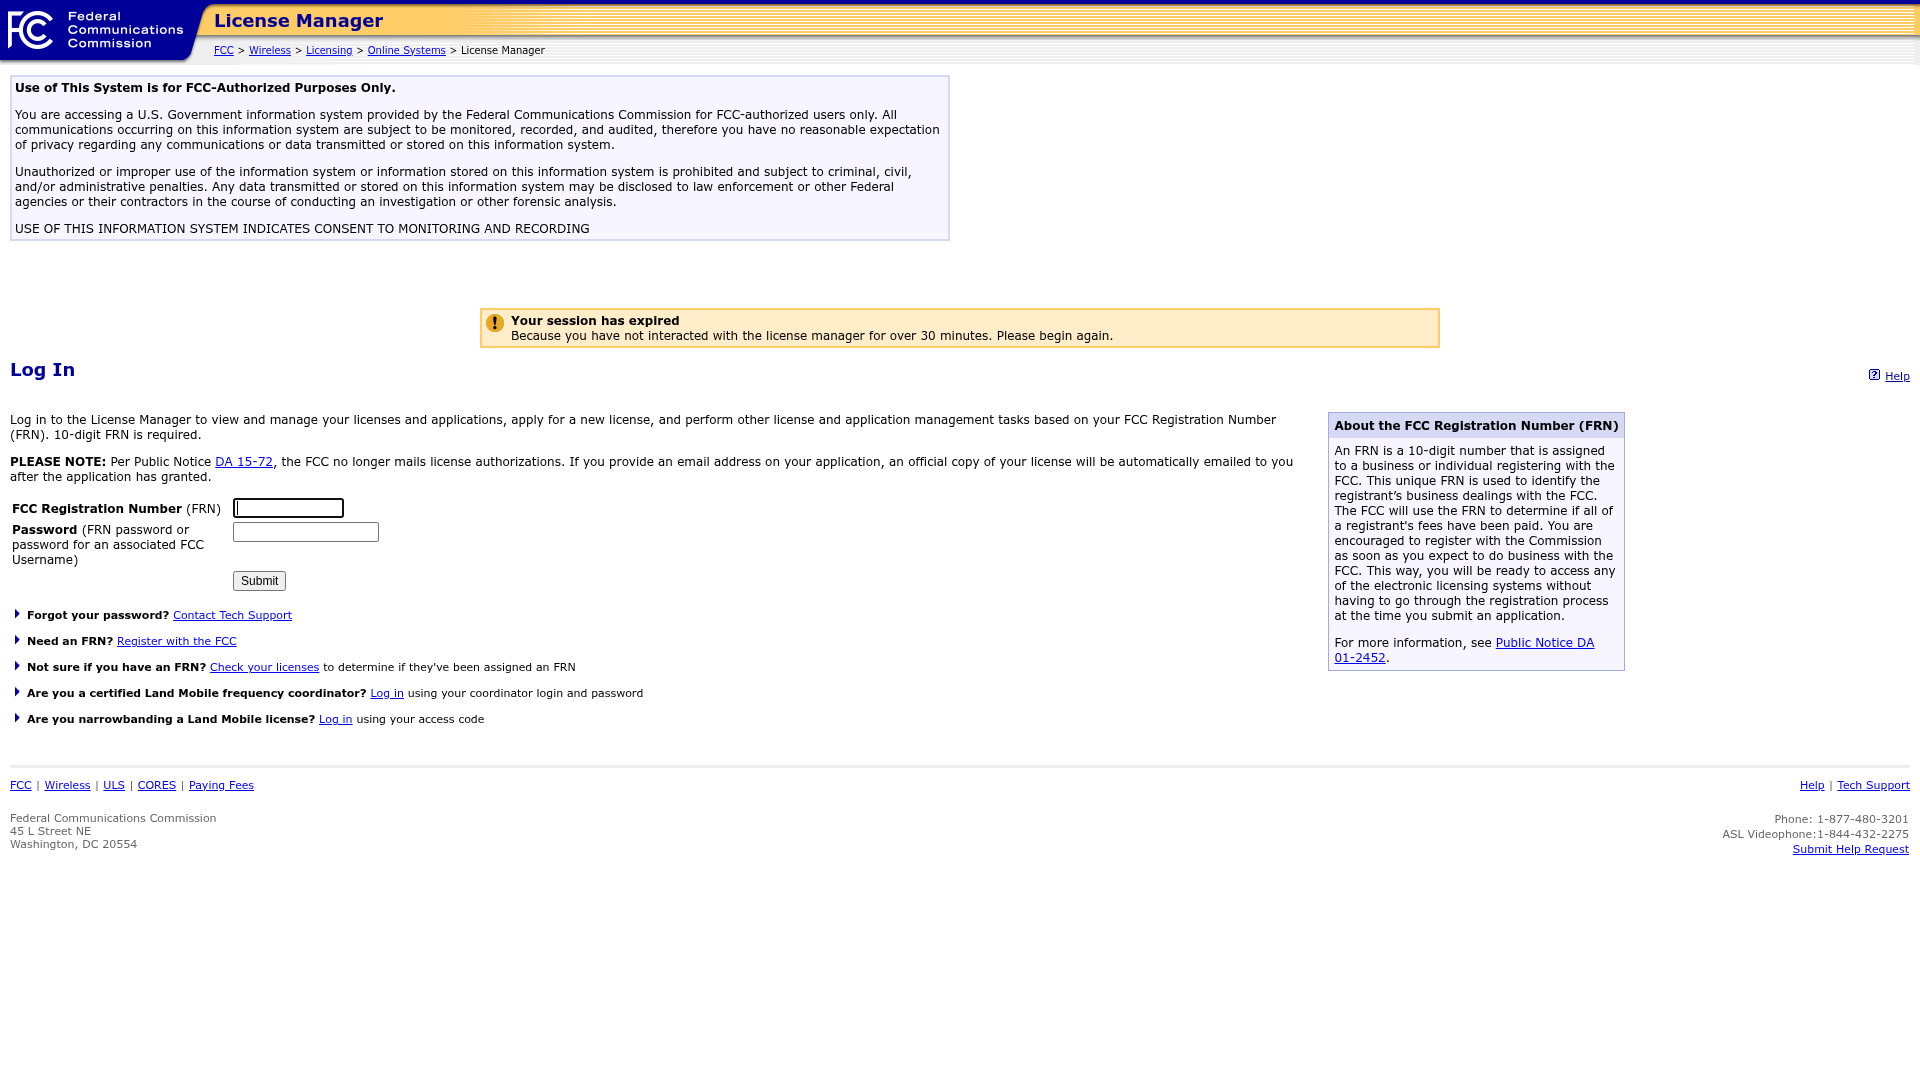 FCC Federal
Communications
Commission
License Manager
FCC > Wireless > Licensing > Online Systems > License Manager
Use of This System is for FCC-Authorized Purposes Only.
You are accessing a U.S. Government information system provided by the Federal Communications Commission for FCC-authorized users only. All
communications occurring on this information system are subject to be monitored, recorded, and audited, therefore you have no reasonable expectation
of privacy regarding any communications or data transmitted or stored on this information system.
Unauthorized or improper use of the information system or information stored on this information system is prohibited and subject to criminal, civil,
and/or administrative penalties. Any data transmitted or stored on this information system may be disclosed to law enforcement or other Federal
agencies or their contractors in the course of conducting an investigation or other forensic analysis.
USE OF THIS INFORMATION SYSTEM INDICATES CONSENT TO MONITORING AND RECORDING
Your session has expired
Because you have not interacted with the license manager for over 30 minutes. Please begin again.
Log In
Help
Log in to the License Manager to view and manage your licenses and applications, apply for a new license, and perform other license and application management tasks based on your FCC Registration Number
(FRN). 10-digit FRN is required.
PLEASE NOTE: Per Public Notice DA 15-72, the FCC no longer mails license authorizations. If you provide an email address on your application, an official copy of your license will be automatically emailed to you
after the application has granted.
FCC Registration Number (FRN)
Password (FRN password or
password for an associated FCC
Username)
Submit
Forgot your password? Contact Tech Support
Need an FRN? Register with the FCC
Not sure if you have an FRN? Check your licenses to determine if they've been assigned an FRN
Are you a certified Land Mobile frequency coordinator? Log in using your coordinator login and password
Are you narrowbanding a Land Mobile license? Log in using your access code
About the FCC Registration Number (FRN)
An FRN is a 10-digit number that is assigned
to a business or individual registering with the
FCC. This unique FRN is used to identify the
registrant’s business dealings with the FCC.
The FCC will use the FRN to determine if all of
a registrant's fees have been paid. You are
encouraged to register with the Commission
as soon as you expect to do business with the
FCC. This way, you will be ready to access any
of the electronic licensing systems without
having to go through the registration process
at the time you submit an application.
For more information, see Public Notice DA
01-2452.
FCC | Wireless | ULS | CORES | Paying Fees
Help | Tech Support
Federal Communications Commission
45 L Street NE
Washington, DC 20554
Phone: 1-877-480-3201
ASL Videophone:1-844-432-2275
Submit Help Request